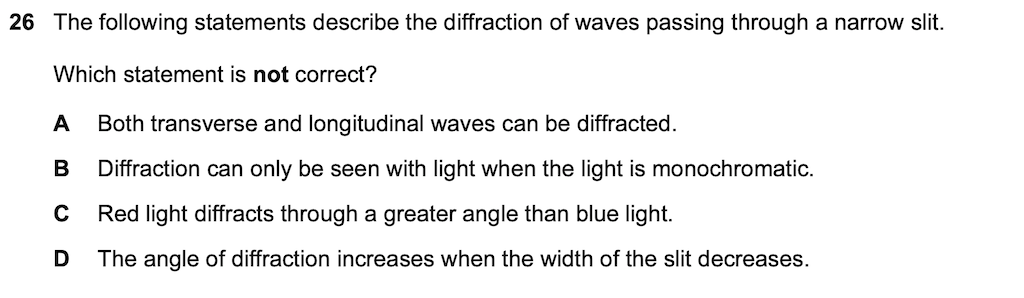 26 The following statements describe the diffraction of waves passing through a narrow slit.
Which statement is not correct?
A Both transverse and longitudinal waves can be diffracted.
B Diffraction can only be seen with light when the light is monochromatic.
C Red light diffracts through a greater angle than blue light.
D The angle of diffraction increases when the width of the slit decreases.